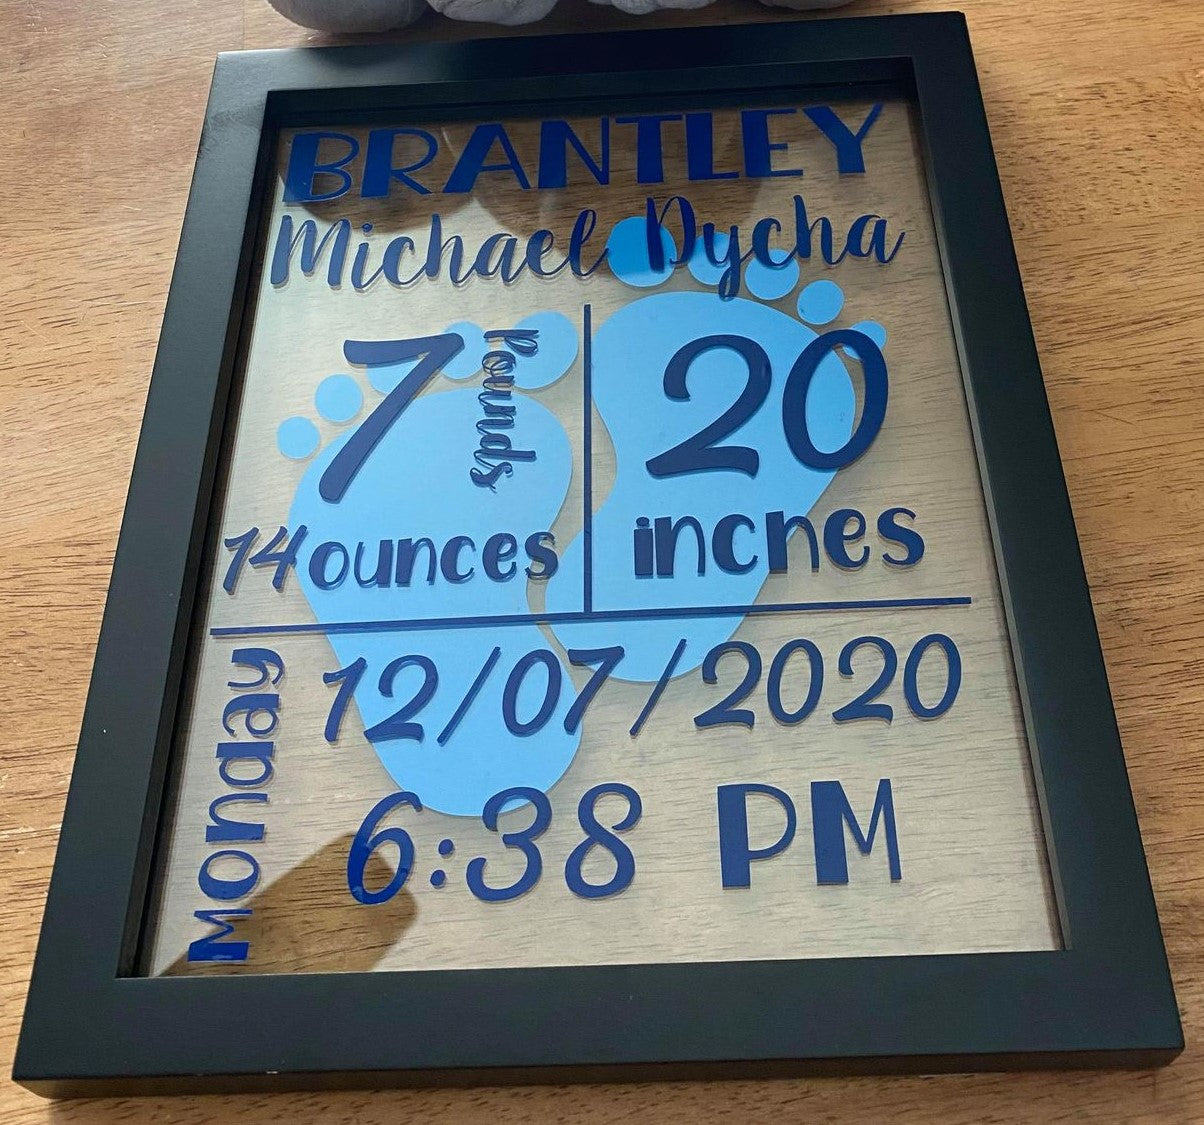 BRANTLEY
Michael Dycha
7 Pounds
14 ounces
20
inches
Monday
12/07/2020
6:38 PM